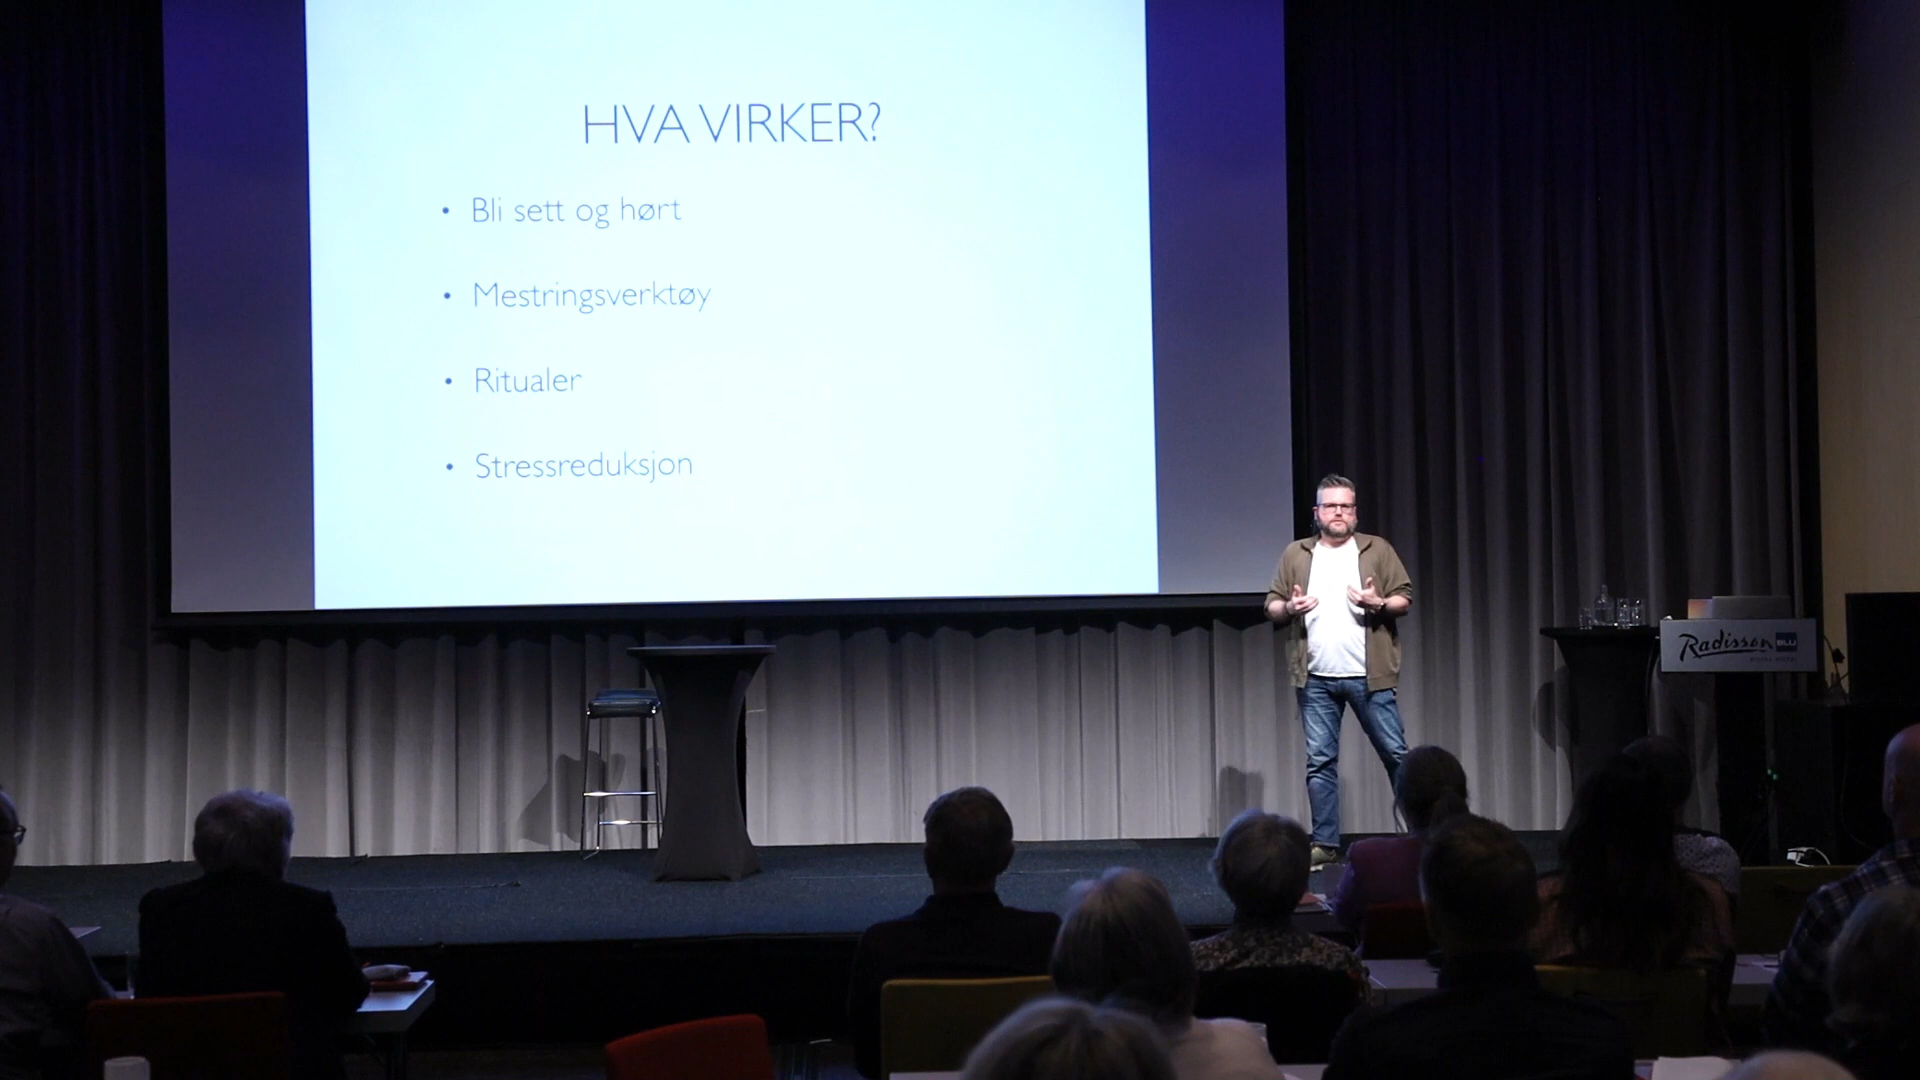 HVA VIRKER?
• Bli sett og hørt
• Mestringsverktøy
• Ritualer
• Stressreduksjon
Radisson BLU